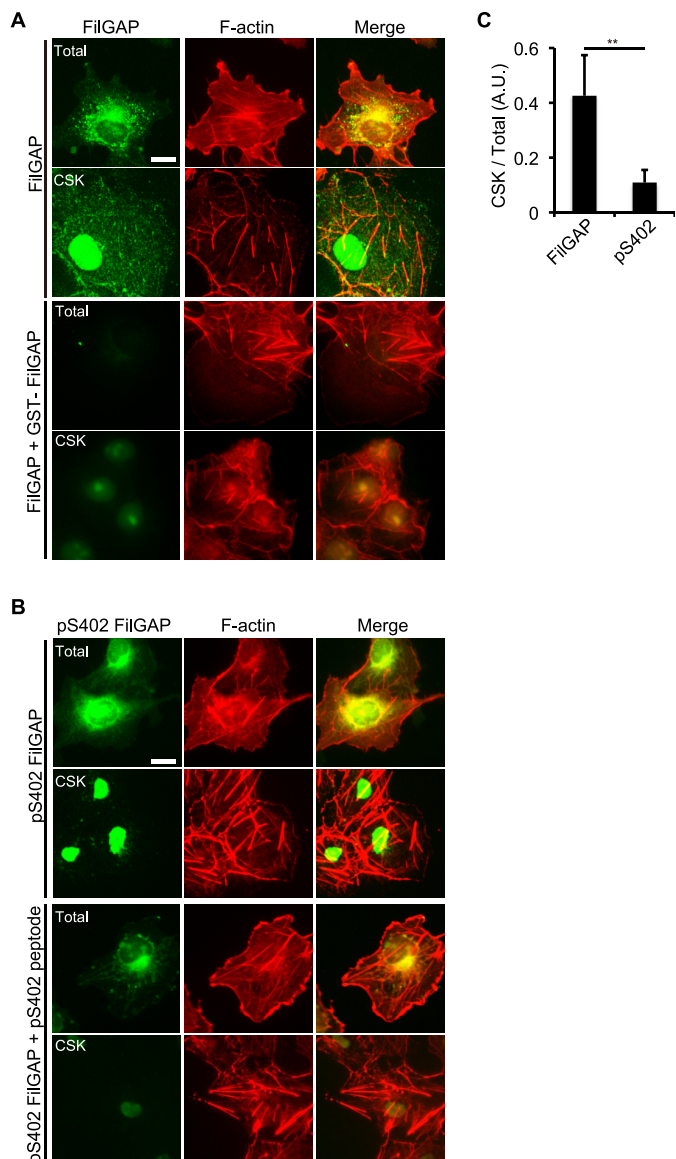 A
FilGAP F-actin Merge
FilGAP
Total
CSK
FilGAP + GST- FilGAP
Total
CSK
B
pS402 FilGAP F-actin Merge
pS402 FilGAP
Total
CSK
pS402 FilGAP + pS402 peptode
Total
CSK
C
CSK / Total (A.U.)
0.6
0.4
0.2
0
**
FilGAP
pS402